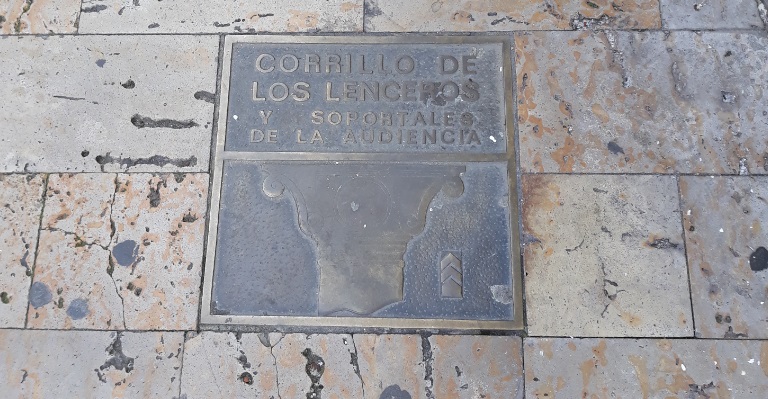 CORRILLO DE
LOS LENCEROS
Y SOPORTALES
DE LA AUDIENCIA